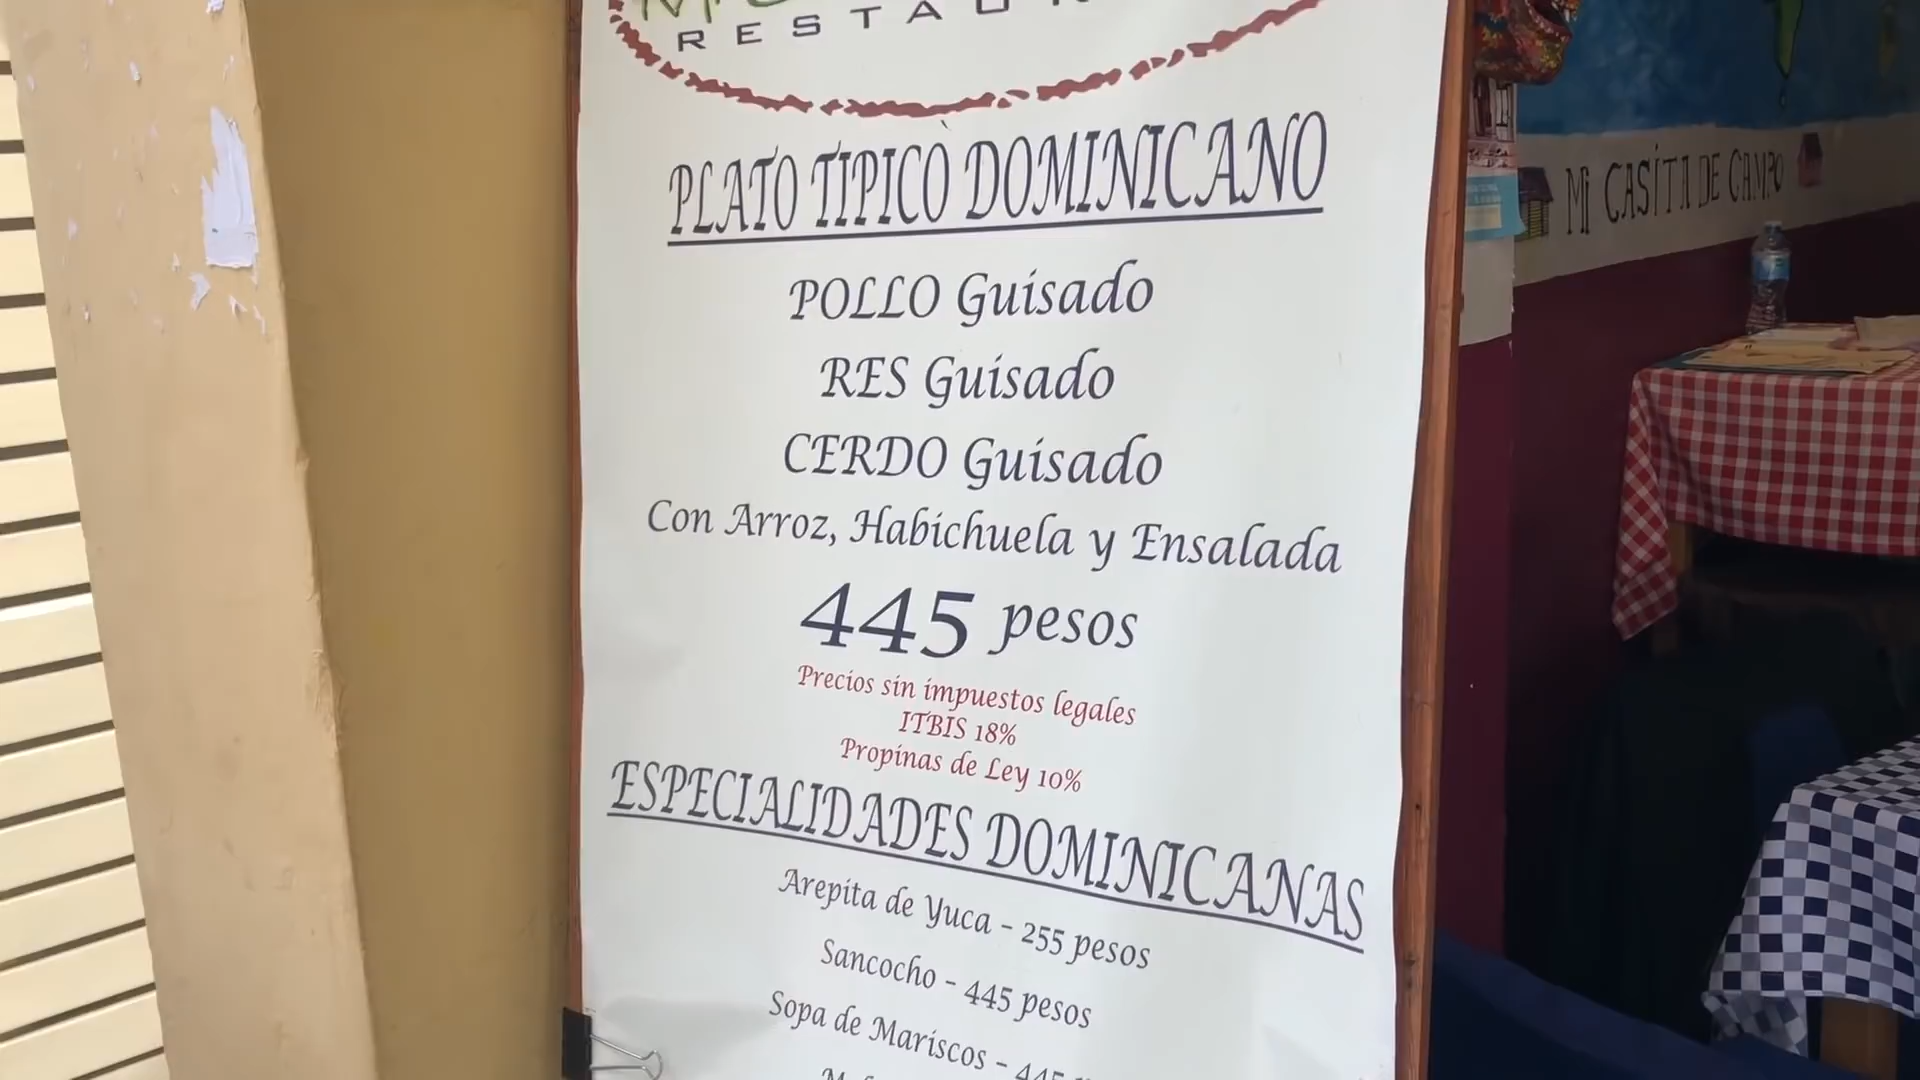 PLATO TIPICO DOMINICANO
POLLO Guisado
RES Guisado
CERDO Guisado
Con Arroz, Habichuela y Ensalada
445 pesos
Precios sin impuestos legales
ITBIS 18%
Propinas de Ley 10%
ESPECIALIDADES DOMINICANAS
Arepita de Yuca - 255 pesos
Sancocho - 445 pesos
Sopa de Mariscos - 445
MI CASITA DE CAMPO